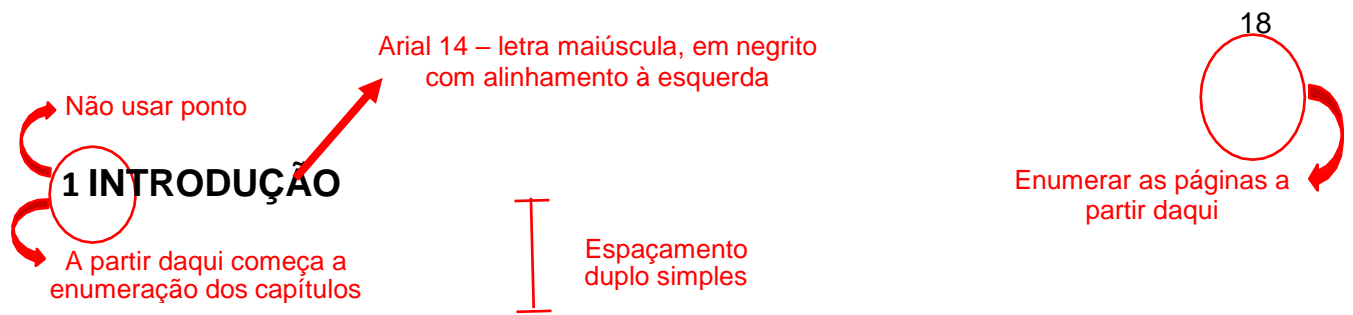 18
Arial 14 – letra maiúscula, em negrito
com alinhamento à esquerda
Não usar ponto
1 INTRODUÇÃO
Enumerar as páginas a
partir daqui
A partir daqui começa a
enumeração dos capítulos
Espaçamento
duplo simples